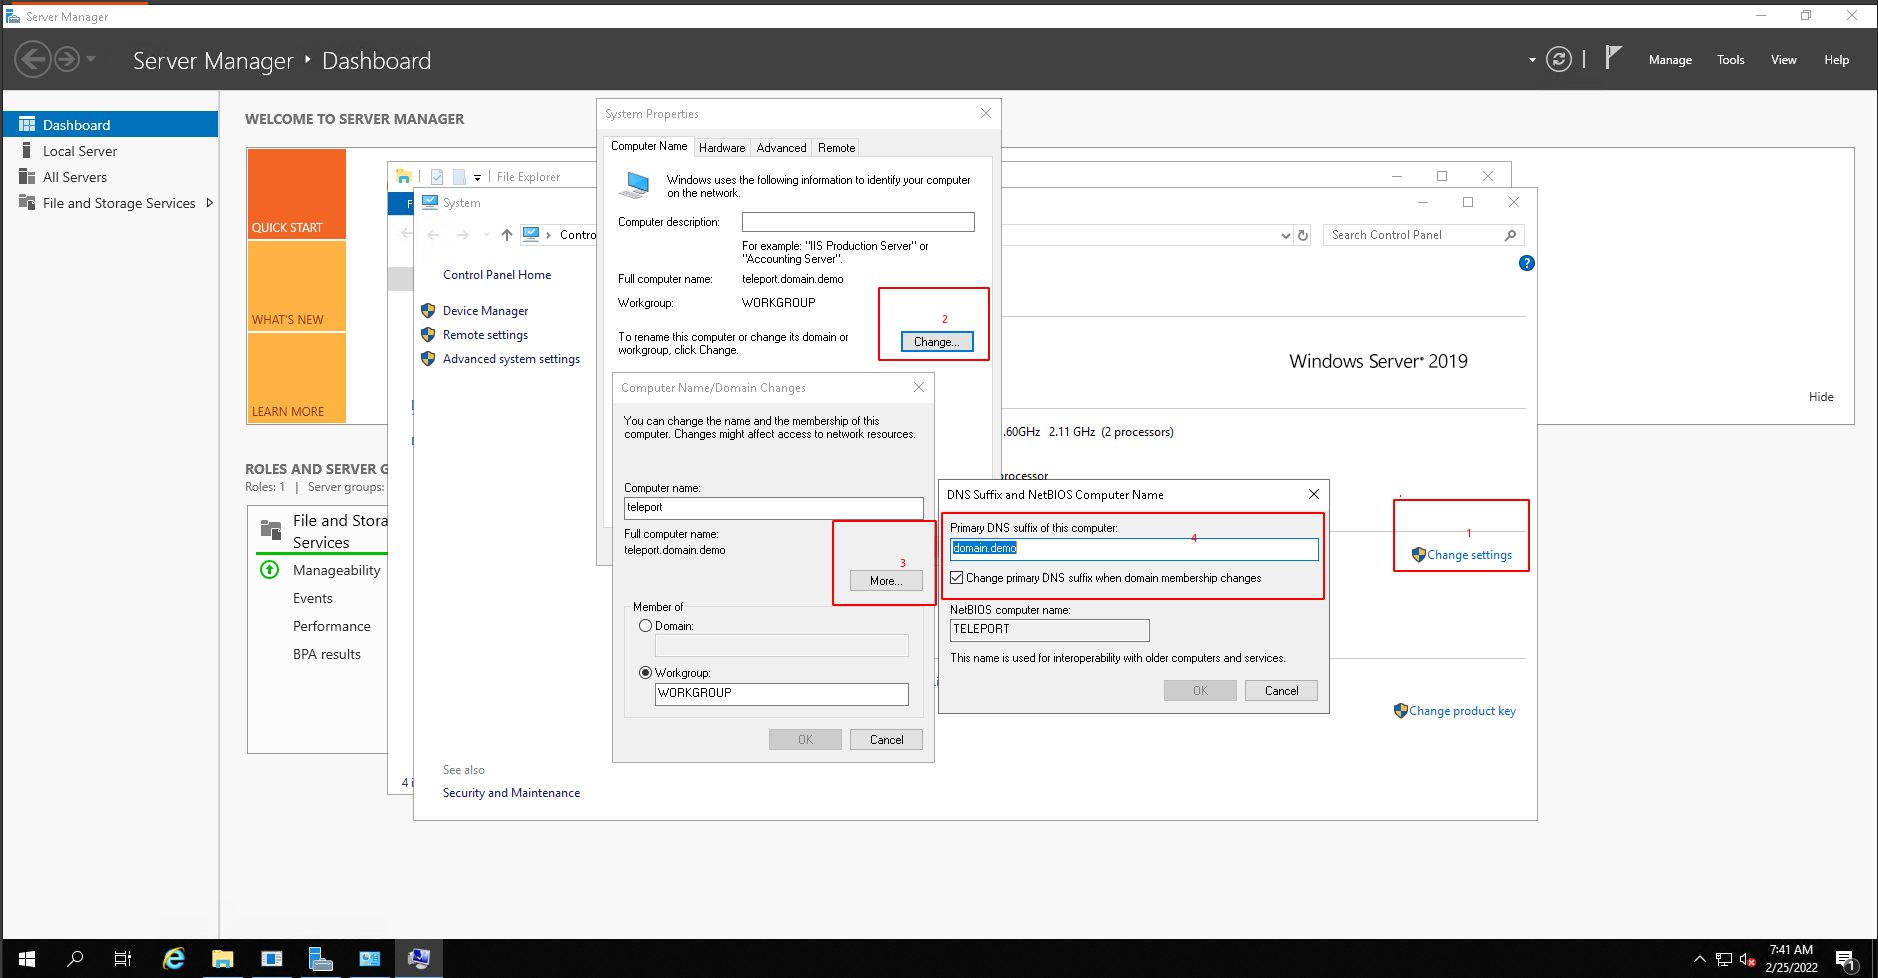 Server Manager
Server Manager ‣ Dashboard
Manage
Tools
View
Help
Dashboard
Local Server
All Servers
File and Storage Services
WELCOME TO SERVER MANAGER
QUICK START
WHAT'S NEW
LEARN MORE
Hide
ROLES AND SERVER G
Roles: 1 | Server groups:
File and Stora
Services
Manageability
Events
Performance
BPA results
File Explorer
F
4 i
System
Contro
Search Control Panel
Control Panel Home
Device Manager
Remote settings
Advanced system settings
See also
Security and Maintenance
Windows Server® 2019
.60GHz 2.11 GHz (2 processors)
rocessor
1
Change settings
Change product key
System Properties
Computer Name
Hardware
Advanced
Remote
Windows uses the following information to identify your computer
on the network.
Computer description:
For example: "IIS Production Server" or
"Accounting Server".
Full computer name:
teleport.domain.demo
Workgroup:
WORKGROUP
To rename this computer or change its domain or
workgroup, click Change.
2
Change...
Computer Name/Domain Changes
You can change the name and the membership of this
computer. Changes might affect access to network resources.
Computer name:
teleport
Full computer name:
teleport.domain.demo
3
More...
Member of
Domain:
Workgroup:
WORKGROUP
OK
Cancel
DNS Suffix and NetBIOS Computer Name
Primary DNS suffix of this computer:
4
domain.demo
Change primary DNS suffix when domain membership changes
NetBIOS computer name:
TELEPORT
This name is used for interoperability with older computers and services.
OK
Cancel
7:41 AM
2/25/2022
1